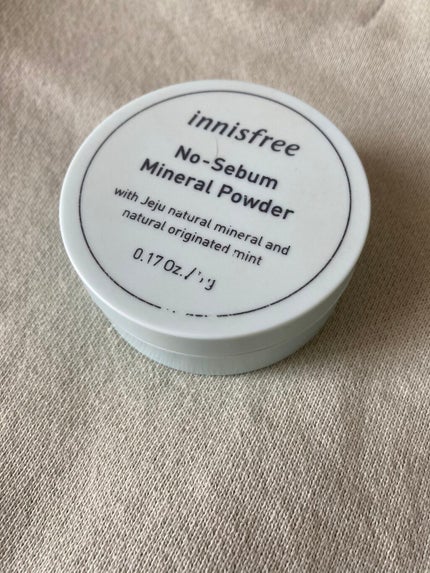 innisfree
No-Sebum
Mineral Powder
with Jeju natural mineral and
natural originated mint
0.17 Oz./